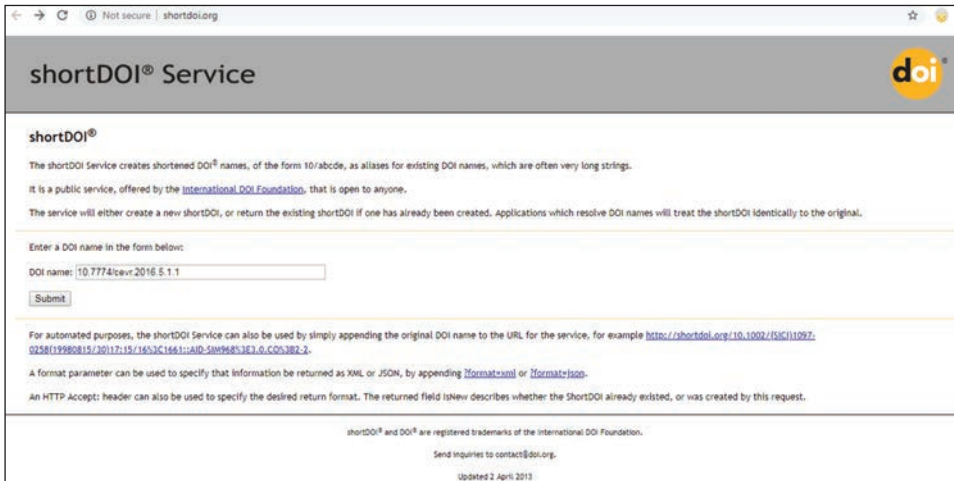 Not secure | shortdoi.org
shortDOI® Service
doi®
shortDOI®
The shortDOI Service creates shortened DOI® names, of the form 10/abcde, as aliases for existing DOI names, which are often very long strings.
It is a public service, offered by the International DOI Foundation, that is open to anyone.
The service will either create a new shortDOI, or return the existing shortDOI if one has already been created. Applications which resolve DOI names will treat the shortDOI identically to the original.
Enter a DOI name in the form below:
DOI name: 10.7774/cevr.2016.5.1.1
Submit
For automated purposes, the shortDOI Service can also be used by simply appending the original DOI name to the URL for the service, for example http://shortdoi.org/10.1002/(SICI)1097-
0258(19980815/30)17:15/16%3C1661::AID-SIM968%3E3.0.CO%3B2-2.
A format parameter can be used to specify that information be returned as XML or JSON, by appending ?format=xml or ?format=json.
An HTTP Accept: header can also be used to specify the desired return format. The returned field IsNew describes whether the ShortDOI already existed, or was created by this request.
shortDOI® and DOI® are registered trademarks of the International DOI Foundation.
Send inquiries to contact@doi.org.
Updated 2 April 2013